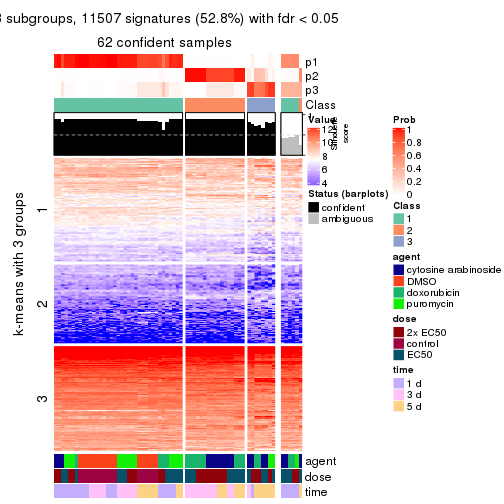 3 subgroups, 11507 signatures (52.8%) with fdr < 0.05
62 confident samples
p1
p2
p3
Class
Value
12
10
8
6
4
score
Status (barplots)
confident
ambiguous
Prob
1
0.8
0.6
0.4
0.2
0
Class
1
2
3
agent
cytosine arabinoside
DMSO
doxorubicin
puromycin
dose
2x EC50
control
EC50
time
1 d
3 d
5 d
k-means with 3 groups
1
2
3
agent
dose
time